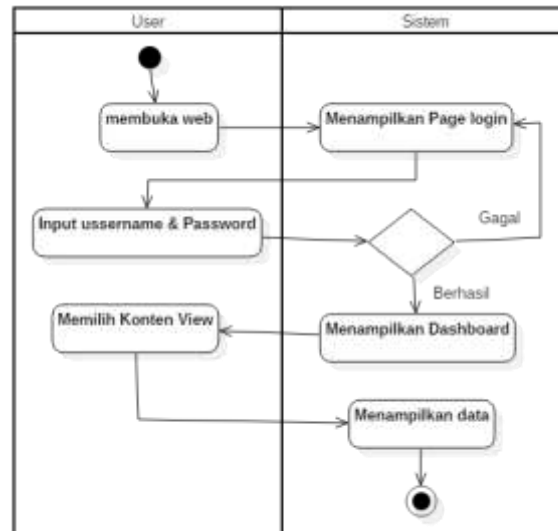 User
Sistem
membuka web
Menampilkan Page login
Input ussername & Password
Gagal
Berhasil
Memilih Konten View
Menampilkan Dashboard
Menampilkan data